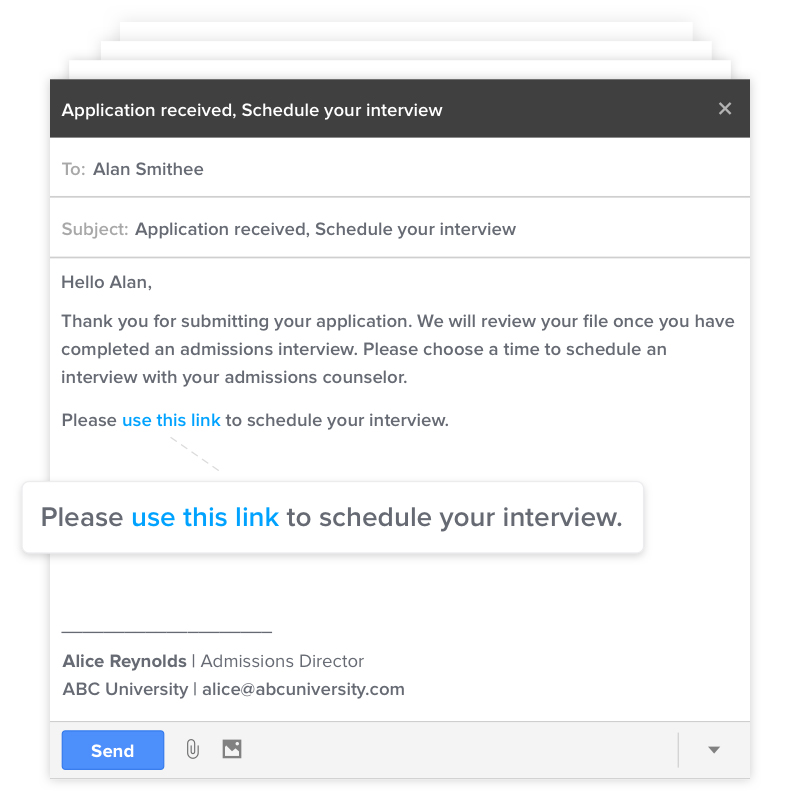 Application received, Schedule your interview
To: Alan Smithee
Subject: Application received, Schedule your interview
Hello Alan,
Thank you for submitting your application. We will review your file once you have
completed an admissions interview. Please choose a time to schedule an
interview with your admissions counselor.
Please use this link to schedule your interview.
Please use this link to schedule your interview.
Alice Reynolds | Admissions Director
ABC University | alice@abcuniversity.com
Send